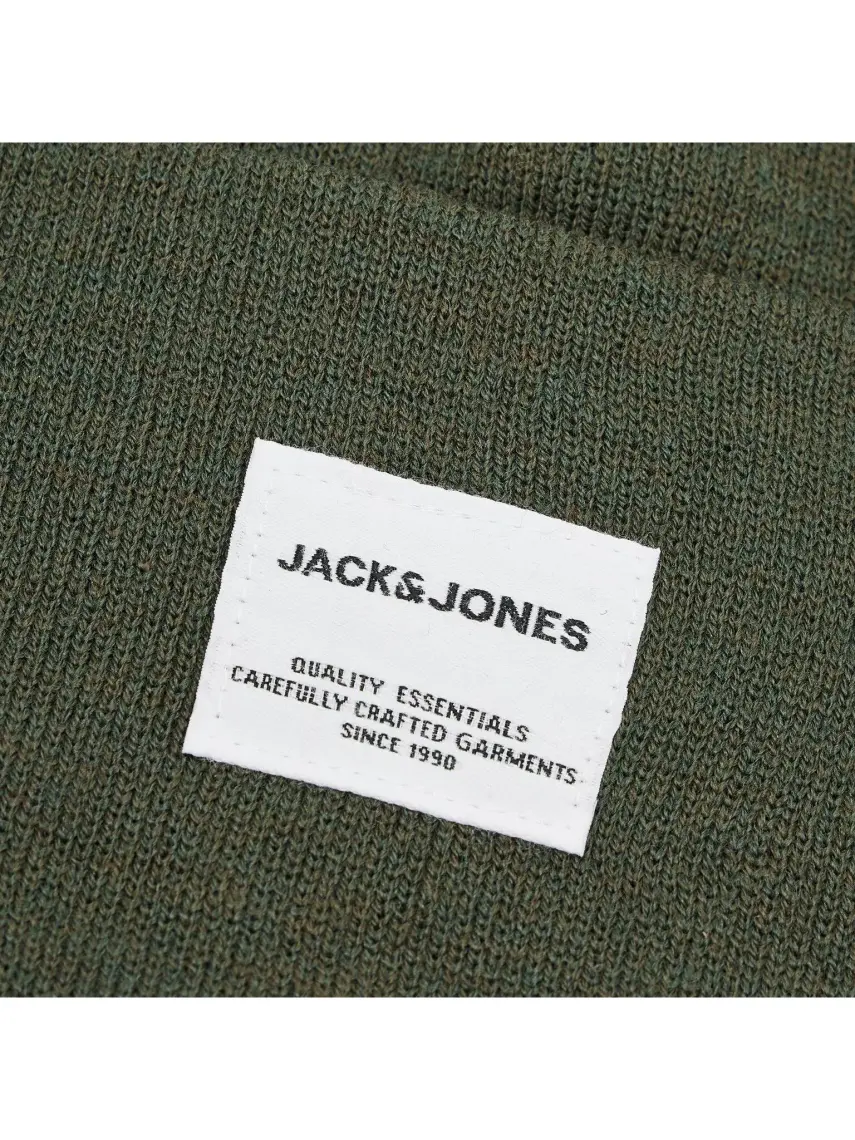 JACK&JONES
QUALITY ESSENTIALS
CAREFULLY CRAFTED GARMENTS
SINCE 1990